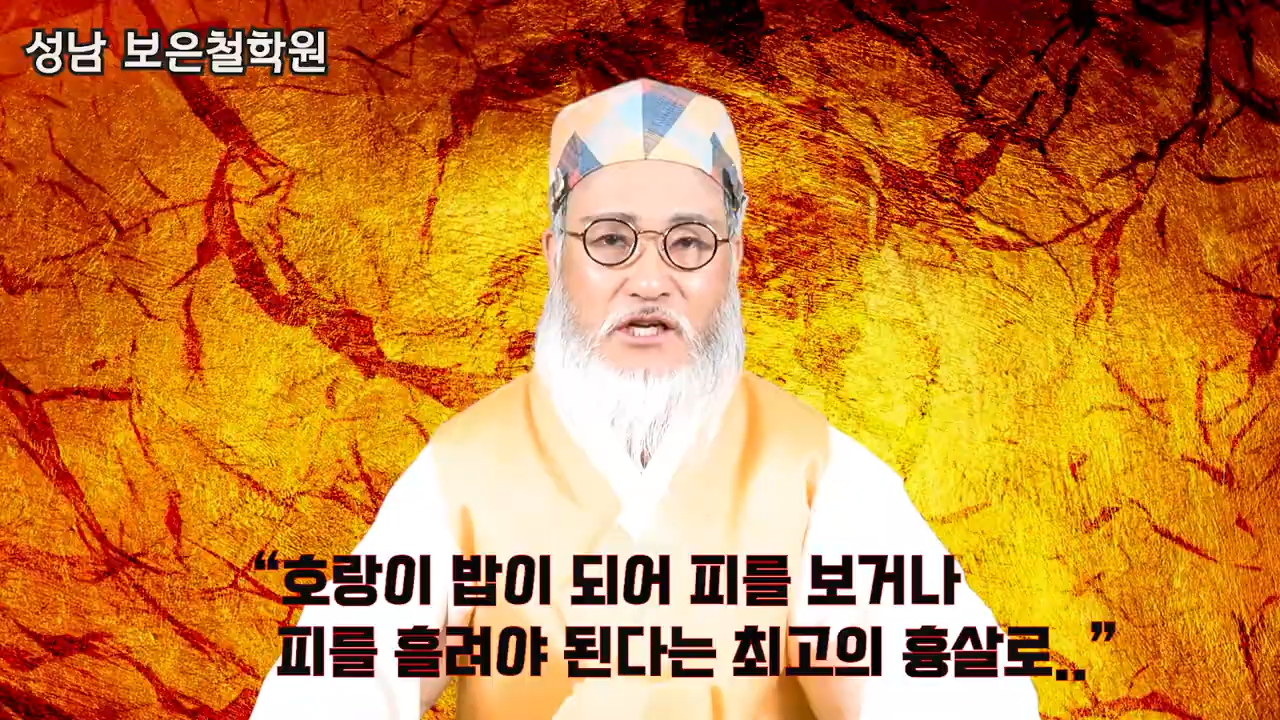 성남 보은철학원
“호랑이 밥이 되어 피를 보거나
피를 흘려야 된다는 최고의 흉살로..”